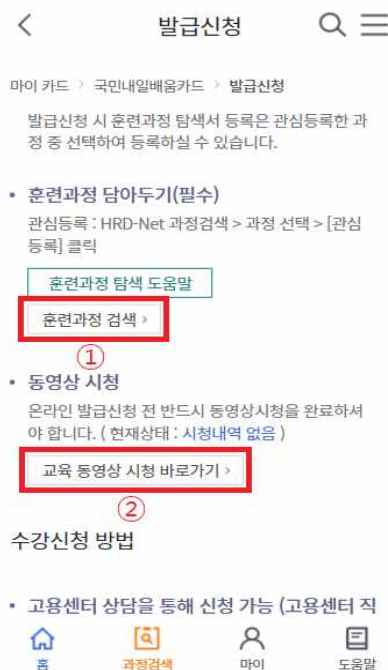 발급신청
마이 카드 > 국민내일배움카드 > 발급신청
발급신청 시 훈련과정 탐색서 등록은 관심등록한 과
정 중 선택하여 등록하실 수 있습니다.
• 훈련과정 담아두기(필수)
관심등록 : HRD-Net 과정검색 > 과정 선택 > [관심
등록] 클릭
훈련과정 탐색 도움말
훈련과정 검색 >
①
• 동영상 시청
온라인 발급신청 전 반드시 동영상시청을 완료하셔
야 합니다. ( 현재상태 : 시청내역 없음 )
교육 동영상 시청 바로가기 >
②
수강신청 방법
• 고용센터 상담을 통해 신청 가능 (고용센터 직
홈 과정검색 마이 도움말